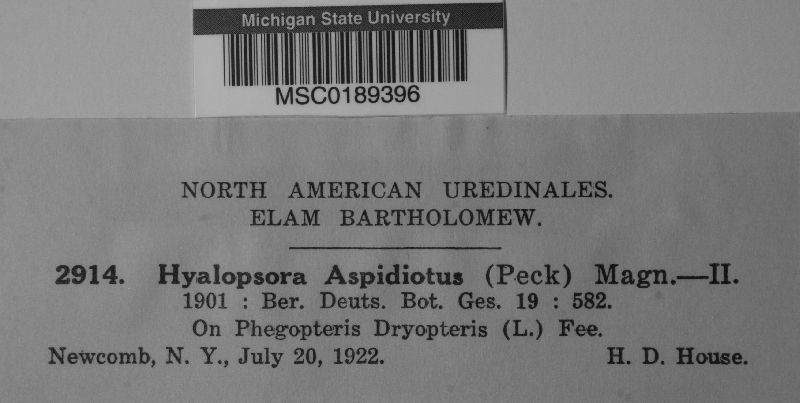 Michigan State University
MSC0189396
NORTH AMERICAN UREDINALES.
ELAM BARTHOLOMEW.
2914. Hyalopsora Aspidiotus (Peck) Magn.—II.
1901 : Ber. Deuts. Bot. Ges. 19 : 582.
On Phegopteris Dryopteris (L.) Fee.
Newcomb, N. Y., July 20, 1922. H. D. House.